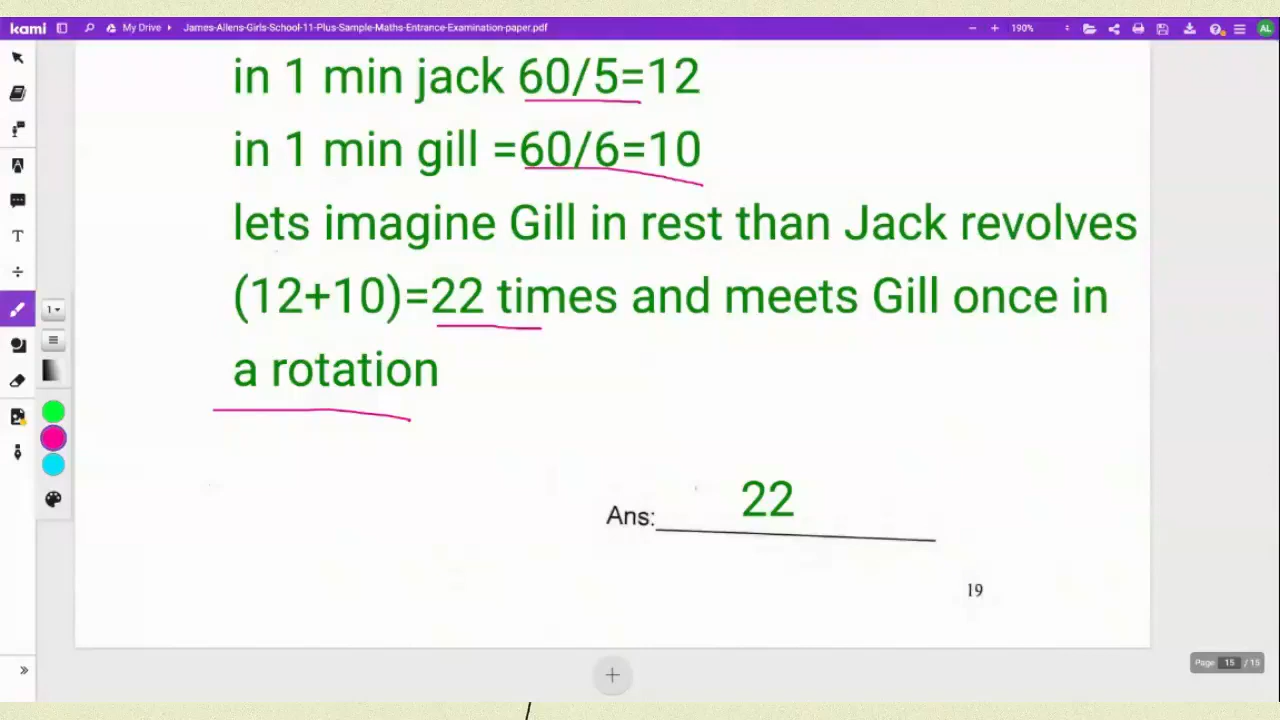 kami My Drive James-Allens-Girls-School-11-Plus-Sample-Maths-Entrance-Examination-paper.pdf 190% AL
in 1 min jack 60/5=12
in 1 min gill =60/6=10
lets imagine Gill in rest than Jack revolves
(12+10)=22 times and meets Gill once in
a rotation
22
Ans:
19
Page 15 / 15